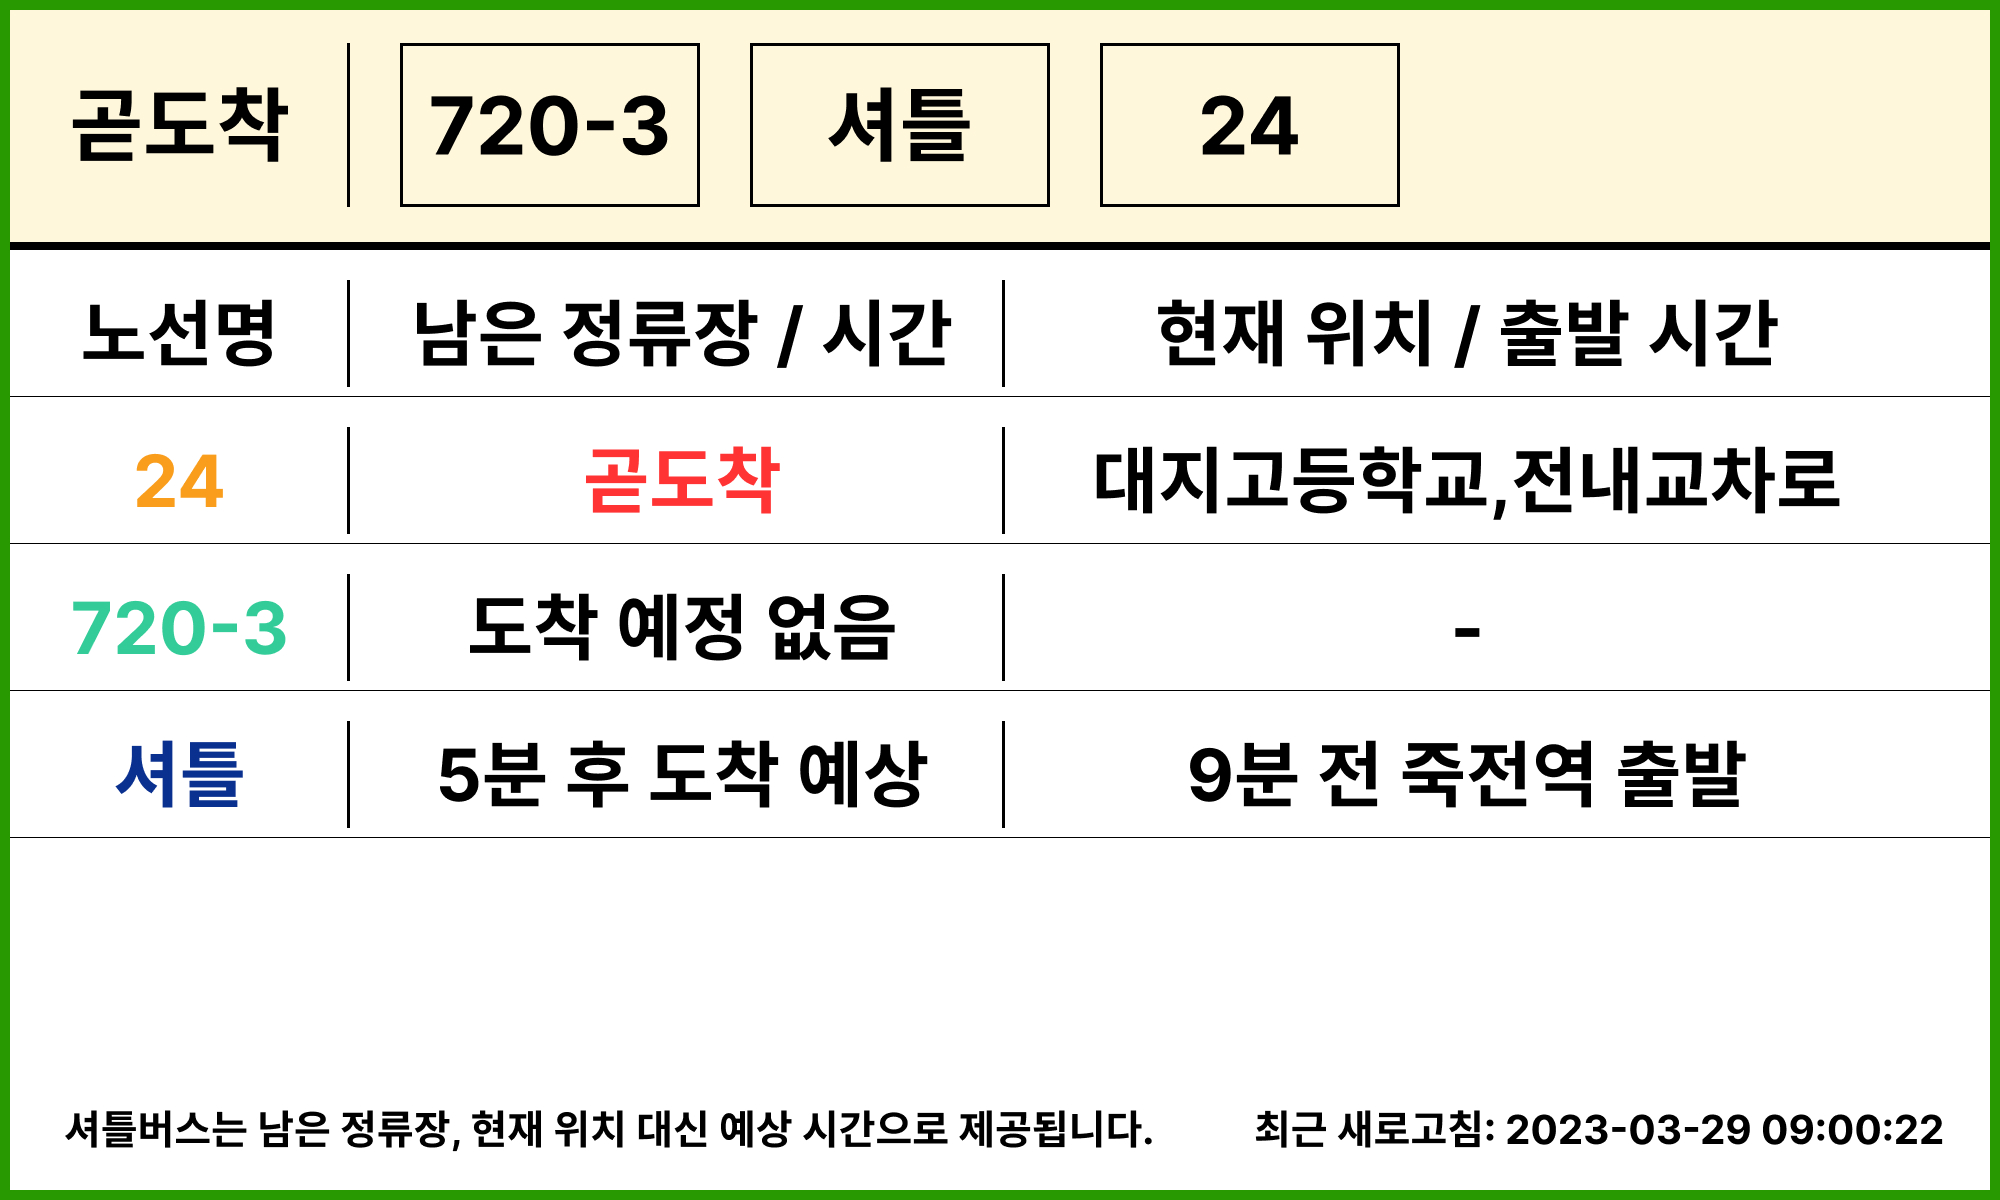 곧도착 720-3 셔틀 24
노선명 남은 정류장 / 시간 현재 위치 / 출발 시간
24 곧도착 대지고등학교,전내교차로
720-3 도착 예정 없음 -
셔틀 5분 후 도착 예상 9분 전 죽전역 출발
셔틀버스는 남은 정류장, 현재 위치 대신 예상 시간으로 제공됩니다. 최근 새로고침: 2023-03-29 09:00:22